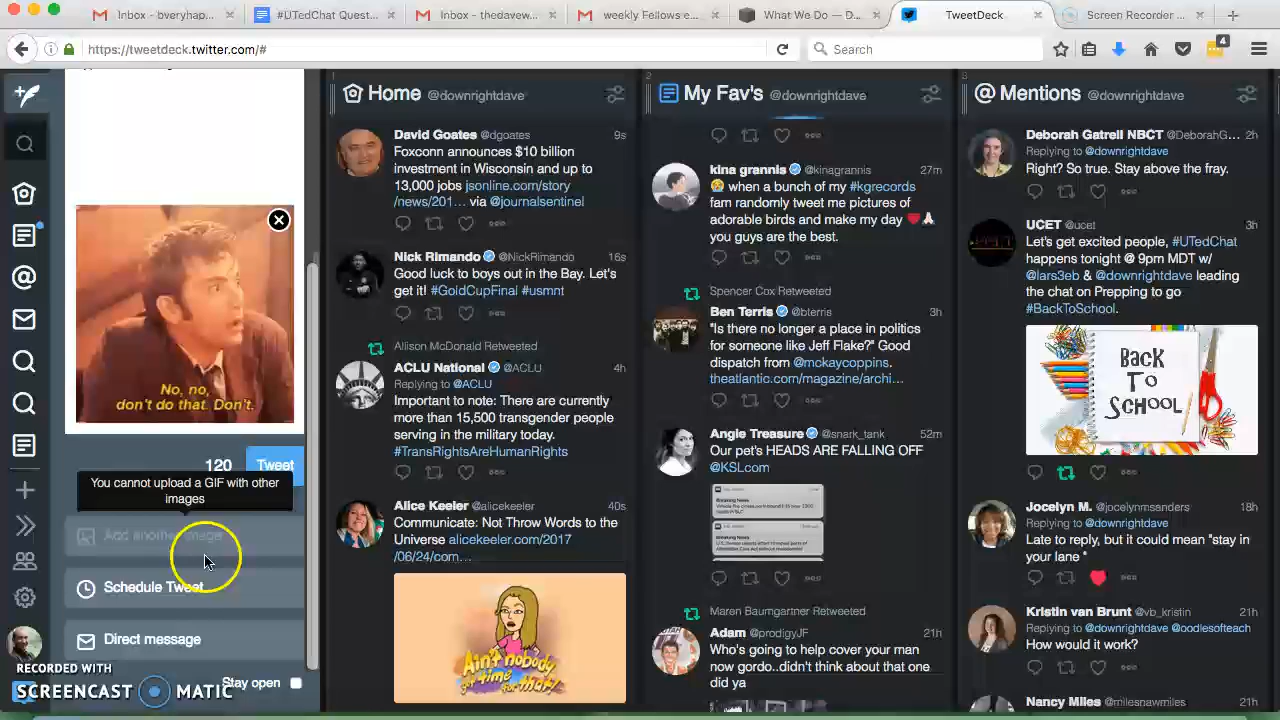 Inbox - bveryhap...
#UTedChat Quest...
Inbox - thedavew...
weekly Fellows e...
What We Do — D...
TweetDeck
Screen Recorder ...
https://tweetdeck.twitter.com/#
Search
4
No, no,
don't do that. Don't.
120
Tweet
You cannot upload a GIF with other
images
Add another image
Schedule Tweet
Direct message
Stay open
RECORDED WITH
SCREENCAST MATIC
1
Home @downrightdave
David Goates @dgoates 9s
Foxconn announces $10 billion
investment in Wisconsin and up to
13,000 jobs jsonline.com/story
/news/201... via @journalsentinel
Nick Rimando @NickRimando 16s
Good luck to boys out in the Bay. Let's
get it! #GoldCupFinal #usmnt
Allison McDonald Retweeted
ACLU National @ACLU 4h
Replying to @ACLU
Important to note: There are currently
more than 15,500 transgender people
serving in the military today.
#TransRightsAreHumanRights
Alice Keeler @alicekeeler 40s
Communicate: Not Throw Words to the
Universe alicekeeler.com/2017
/06/24/com...
Ain't nobody
got time for that!
2
My Fav's @downrightdave
kina grannis @kinagrannis 27m
when a bunch of my #kgrecords
fam randomly tweet me pictures of
adorable birds and make my day
you guys are the best.
Spencer Cox Retweeted
Ben Terris @bterris 3h
"Is there no longer a place in politics
for someone like Jeff Flake?" Good
dispatch from @mckaycoppins.
theatlantic.com/magazine/archi...
Angie Treasure @snark_tank 52m
Our pet's HEADS ARE FALLING OFF
@KSLcom
Breaking News
Breaking News
Maren Baumgartner Retweeted
Adam @prodigyJF 21h
Who's going to help cover your man
now gordo..didn't think about that one
did ya
3
@ Mentions @downrightdave
Deborah Gatrell NBCT @DeborahG... 2h
Replying to @downrightdave
Right? So true. Stay above the fray.
UCET @ucet 3h
Let's get excited people, #UTedChat
happens tonight @ 9pm MDT w/
@lars3eb & @downrightdave leading
the chat on Prepping to go
#BackToSchool.
BACK
TO
SCHOOL
Jocelyn M. @jocelynmsanders 18h
Replying to @downrightdave
Late to reply, but it could mean "stay in
your lane"
Kristin van Brunt @vb_kristin 21h
Replying to @downrightdave @oodlesofteach
How would it work?
Nancy Miles @milesnawmiles 21h